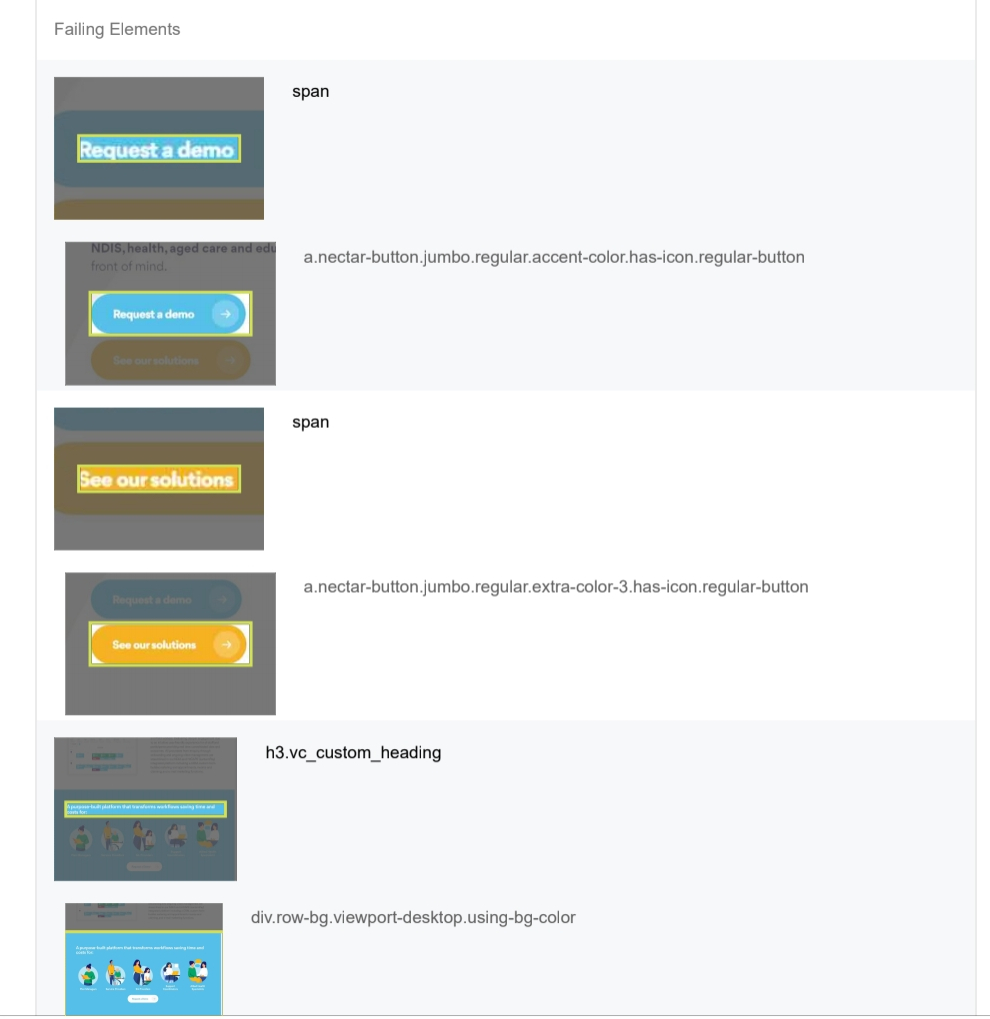 Failing Elements
span
Request a demo
a.nectar-button.jumbo.regular.accent-color.has-icon.regular-button
NDIS, health, aged care and edu
front of mind.
Request a demo
See our solutions
span
See our solutions
a.nectar-button.jumbo.regular.extra-color-3.has-icon.regular-button
Request a demo
See our solutions
h3.vc_custom_heading
A purpose-built platform that transforms workflows saving time and
costs for:
div.row-bg.viewport-desktop.using-bg-color
A purpose-built platform that transforms workflows saving time and
costs for: